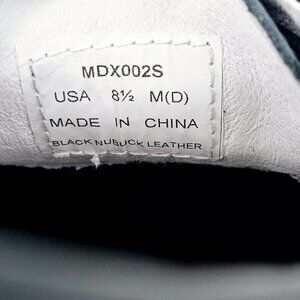 MDX002S
USA 8½ M(D)
MADE IN CHINA
BLACK NUBUCK LEATHER